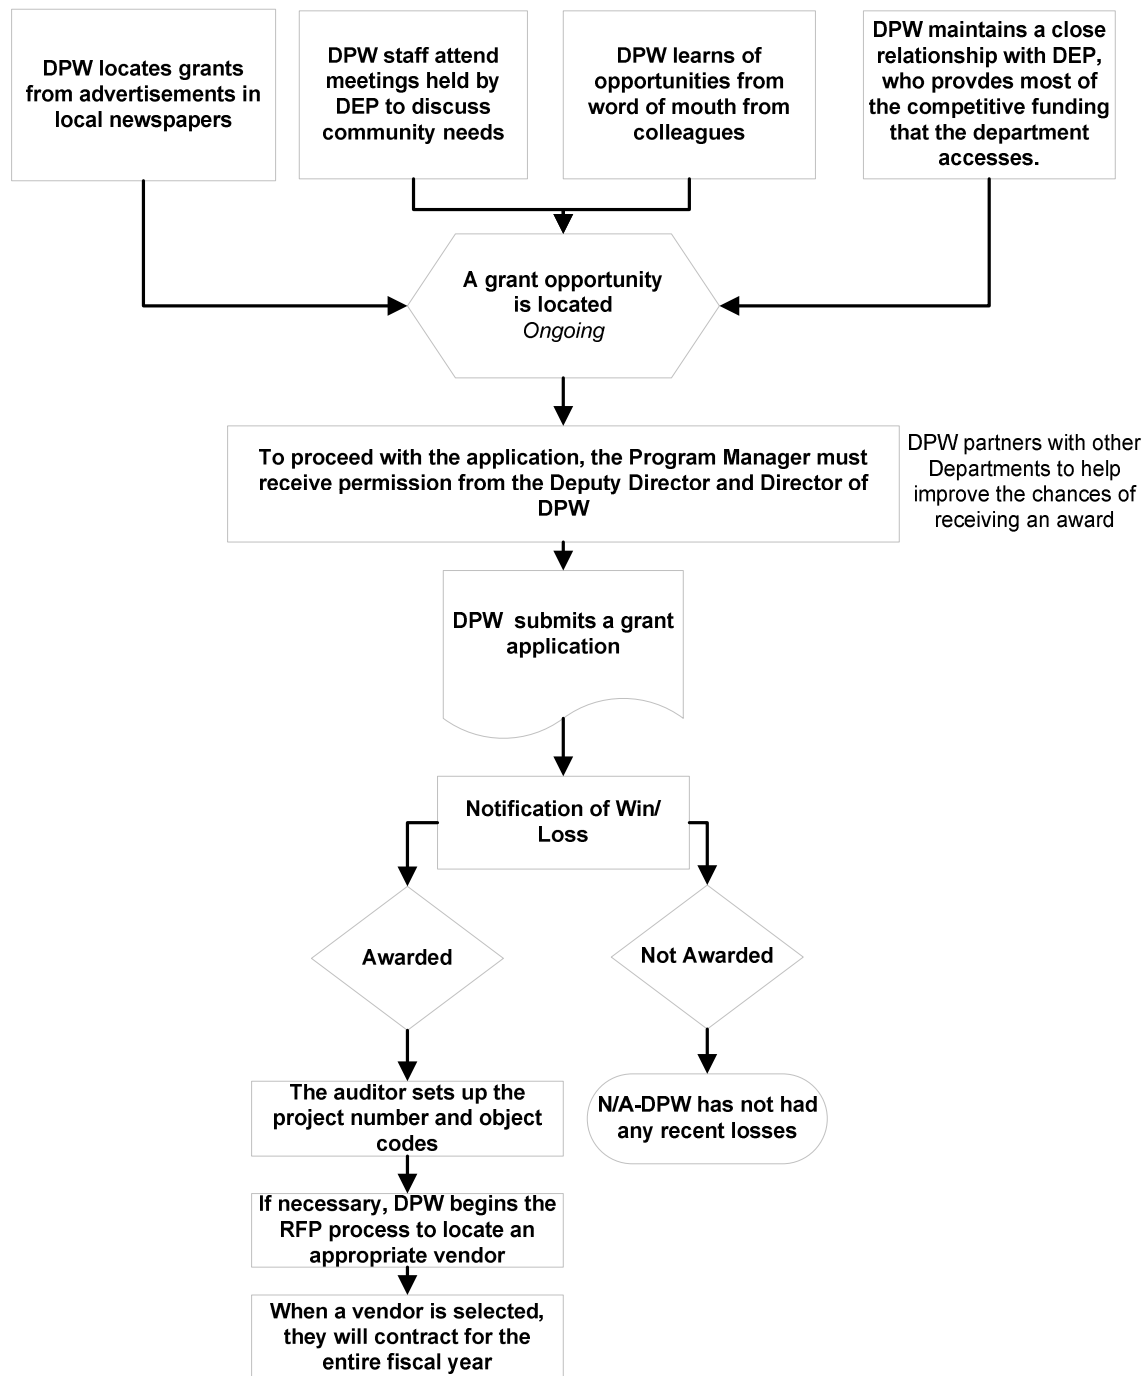 DPW locates grants
from advertisements in
local newspapers
DPW staff attend
meetings held by
DEP to discuss
community needs
DPW learns of
opportunities from
word of mouth from
colleagues
DPW maintains a close
relationship with DEP,
who provdes most of
the competitive funding
that the department
accesses.
A grant opportunity
is located
Ongoing
To proceed with the application, the Program Manager must
receive permission from the Deputy Director and Director of
DPW
DPW partners with other
Departments to help
improve the chances of
receiving an award
DPW submits a grant
application
Notification of Win/
Loss
Awarded
Not Awarded
The auditor sets up the
project number and object
codes
N/A-DPW has not had
any recent losses
If necessary, DPW begins the
RFP process to locate an
appropriate vendor
When a vendor is selected,
they will contract for the
entire fiscal year